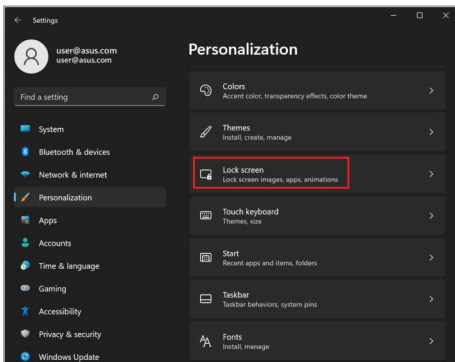 Settings
user@asus.com
user@asus.com
Find a setting
System
Bluetooth & devices
Network & internet
Personalization
Apps
Accounts
Time & language
Gaming
Accessibility
Privacy & security
Windows Update
Personalization
Colors
Accent color, transparency effects, color theme
Themes
Install, create, manage
Lock screen
Lock screen images, apps, animations
Touch keyboard
Themes, size
Start
Recent apps and items, folders
Taskbar
Taskbar behaviors, system pins
Fonts
Install, manage